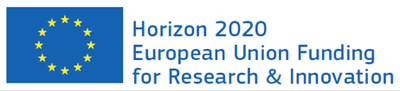 Horizon 2020
European Union Funding
for Research & Innovation